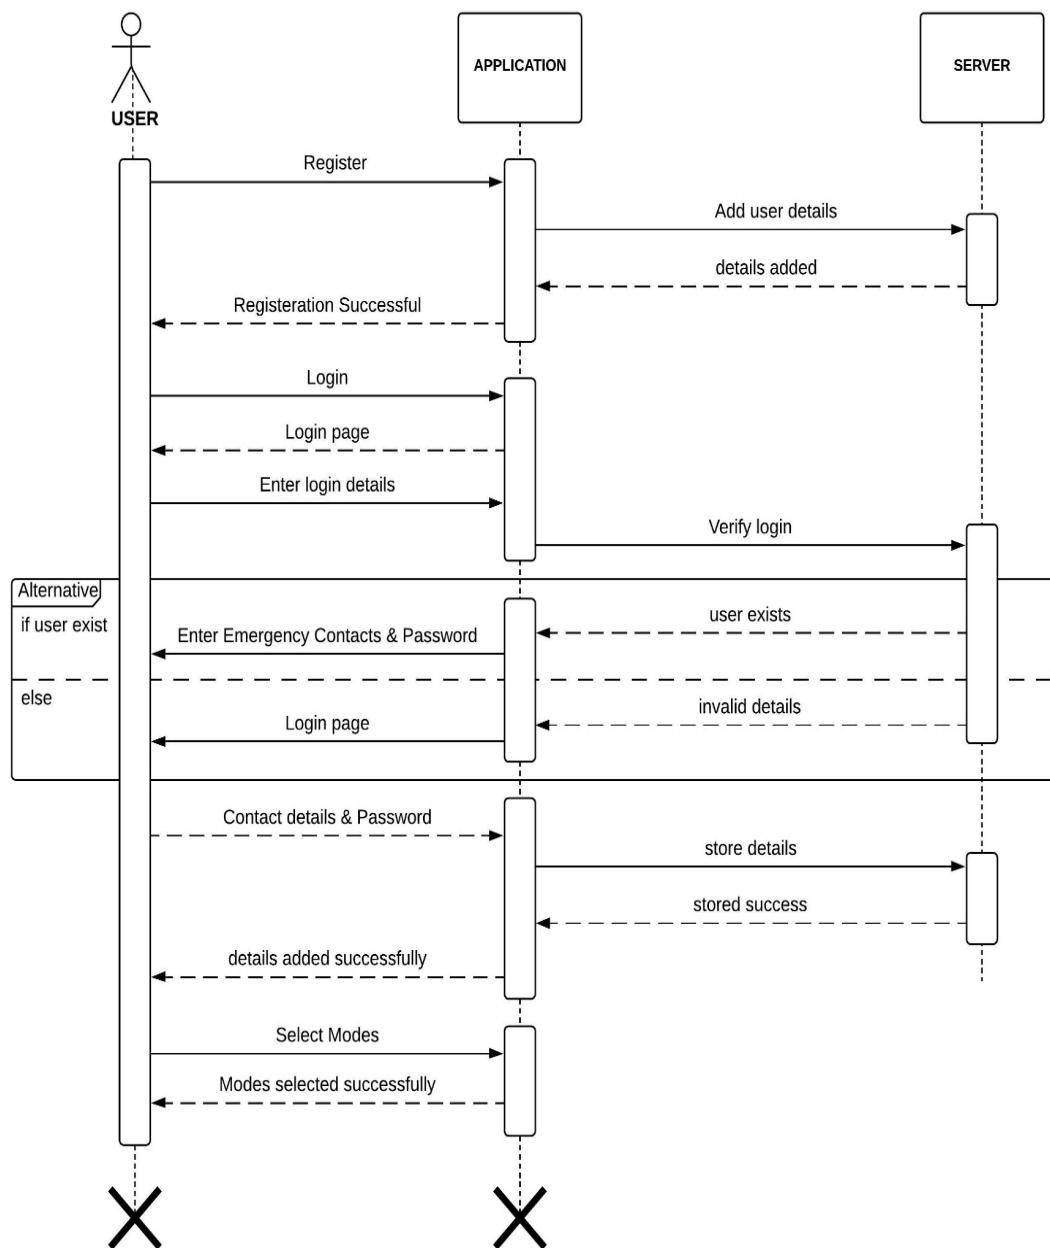 USER
APPLICATION
SERVER
Register
Add user details
details added
Registeration Successful
Login
Login page
Enter login details
Verify login
Alternative
if user exist
user exists
Enter Emergency Contacts & Password
else
invalid details
Login page
Contact details & Password
store details
stored success
details added successfully
Select Modes
Modes selected successfully